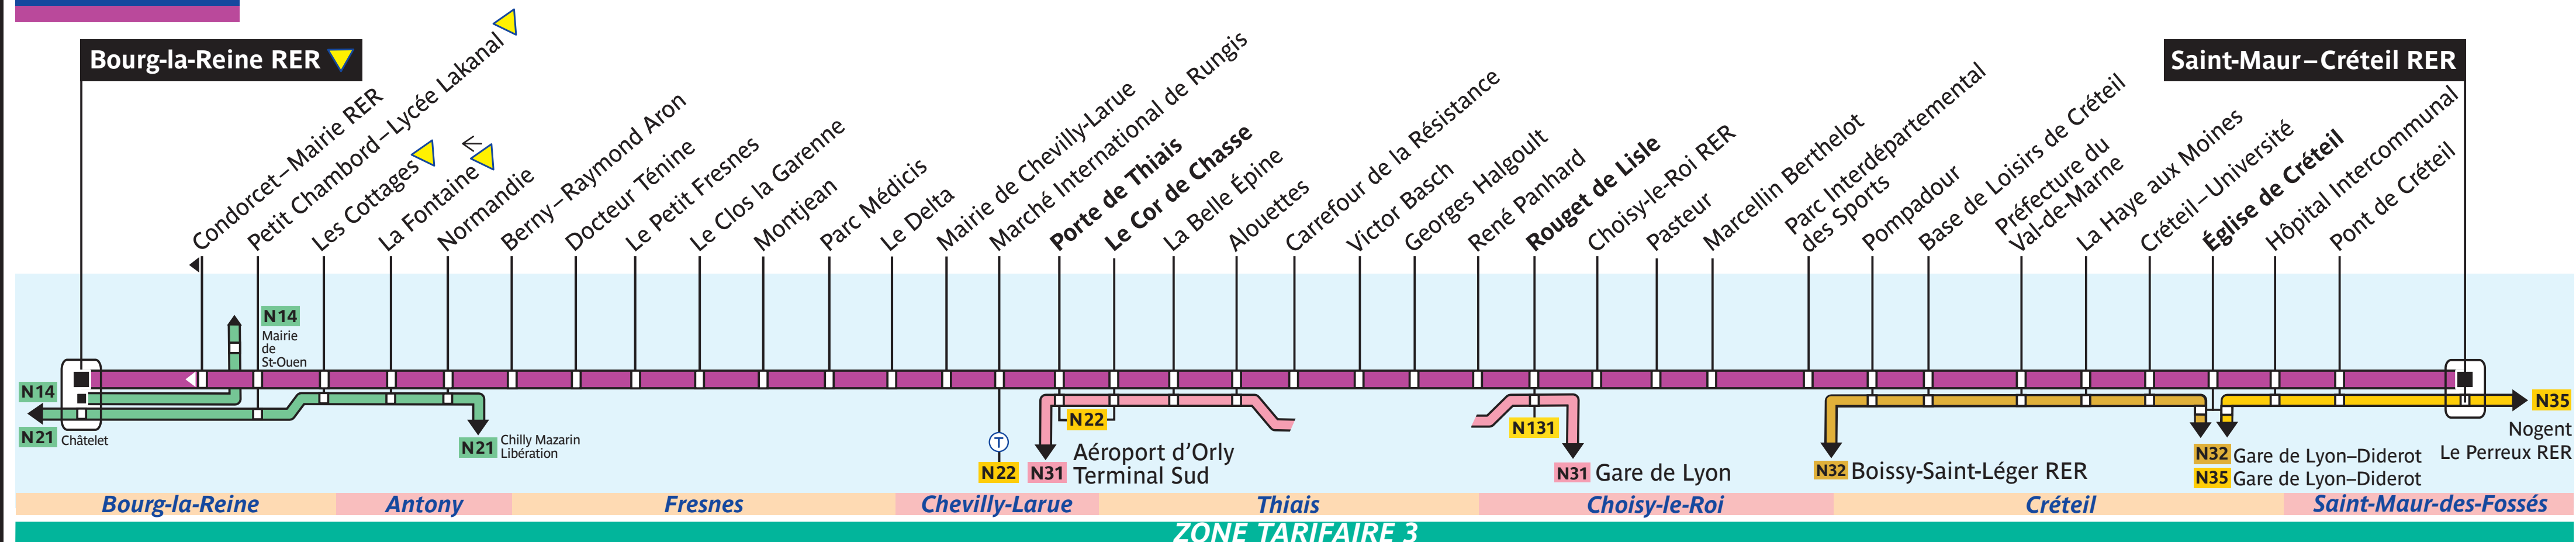 Bourg-la-Reine RER
Saint-Maur–Créteil RER
Condorcet–Mairie RER
Petit Chambord–Lycée Lakanal
Les Cottages
La Fontaine
Normandie
Berny–Raymond Aron
Docteur Ténine
Le Petit Fresnes
Le Clos la Garenne
Montjean
Parc Médicis
Le Delta
Mairie de Chevilly-Larue
Marché International de Rungis
Porte de Thiais
Le Cor de Chasse
La Belle Épine
Alouettes
Carrefour de la Résistance
Victor Basch
Georges Halgoult
René Panhard
Rouget de Lisle
Choisy-le-Roi RER
Pasteur
Marcellin Berthelot
Parc Interdépartemental
des Sports
Pompadour
Base de Loisirs de Créteil
Préfecture du
Val-de-Marne
La Haye aux Moines
Créteil–Université
Église de Créteil
Hôpital Intercommunal
Pont de Créteil
N14
Mairie
de
St-Ouen
N14
N21 Châtelet
N21 Chilly Mazarin
Libération
T
N22
N22
N31 Aéroport d'Orly
Terminal Sud
N131
N31 Gare de Lyon
N32 Boissy-Saint-Léger RER
N32 Gare de Lyon–Diderot
N35 Gare de Lyon–Diderot
N35
Nogent
Le Perreux RER
Bourg-la-Reine
Antony
Fresnes
Chevilly-Larue
Thiais
Choisy-le-Roi
Créteil
Saint-Maur-des-Fossés
ZONE TARIFAIRE 3